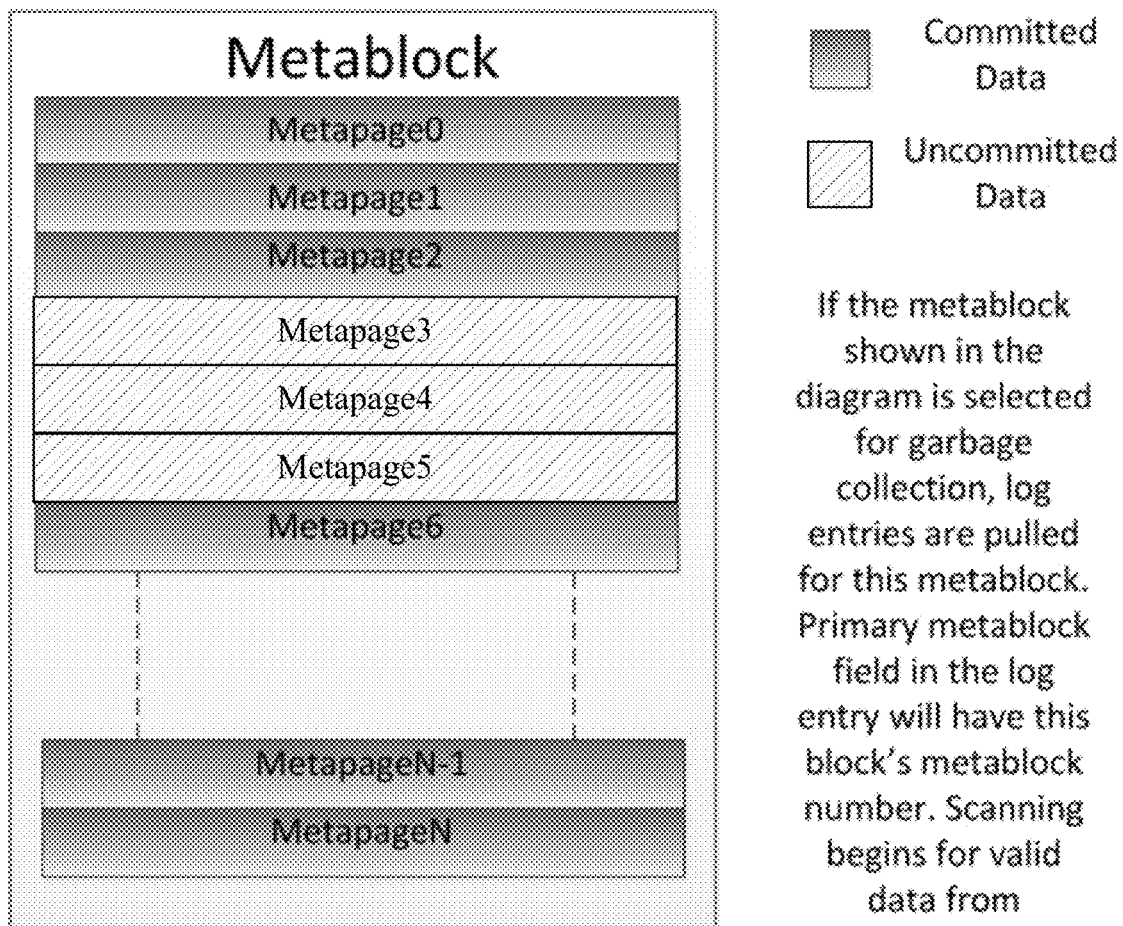 Metablock
Metapage0
Metapage1
Metapage2
Metapage3
Metapage4
Metapage5
Metapage6
MetapageN-1
MetapageN
Committed
Data
Uncommitted
Data
If the metablock
shown in the
diagram is selected
for garbage
collection, log
entries are pulled
for this metablock.
Primary metablock
field in the log
entry will have this
block's metablock
number. Scanning
begins for valid
data from